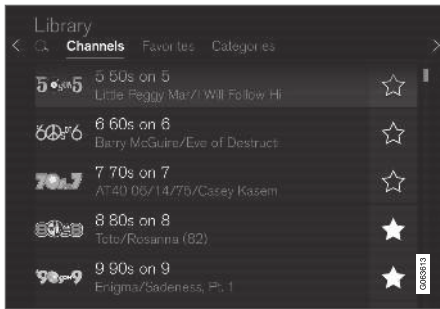 Library
Channels Favorites Categories
5 50s on 5
Little Peggy Mar/I Will Follow Hi
6 60s on 6
Barry McGuire/Eve of Destruct
7 70s on 7
AT40 06/14/75/Casey Kasem
8 80s on 8
Toto/Rosanna (82)
9 90s on 9
Enigma/Sadeness, Pt. 1
G063613